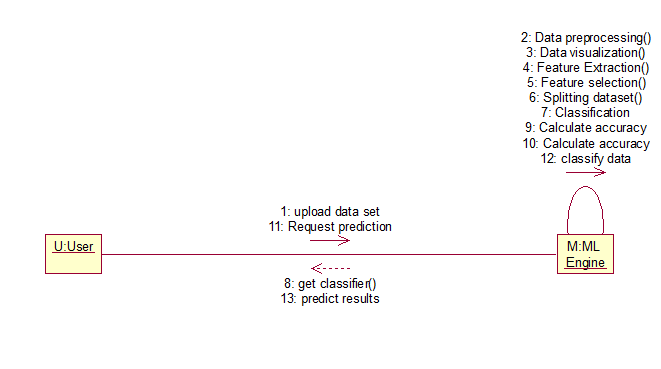 2: Data preprocessing()
3: Data visualization()
4: Feature Extraction()
5: Feature selection()
6: Splitting dataset()
7: Classification
9: Calculate accuracy
10: Calculate accuracy
12: classify data
1: upload data set
11: Request prediction
U:User
M:ML
Engine
8: get classifier()
13: predict results